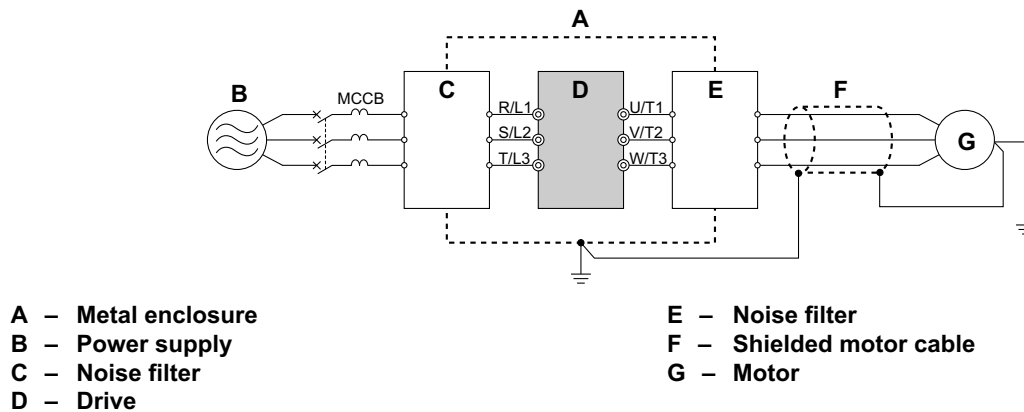 A
B
MCCB
C
R/L1
S/L2
T/L3
D
U/T1
V/T2
W/T3
E
F
G
A – Metal enclosure
B – Power supply
C – Noise filter
D – Drive
E – Noise filter
F – Shielded motor cable
G – Motor